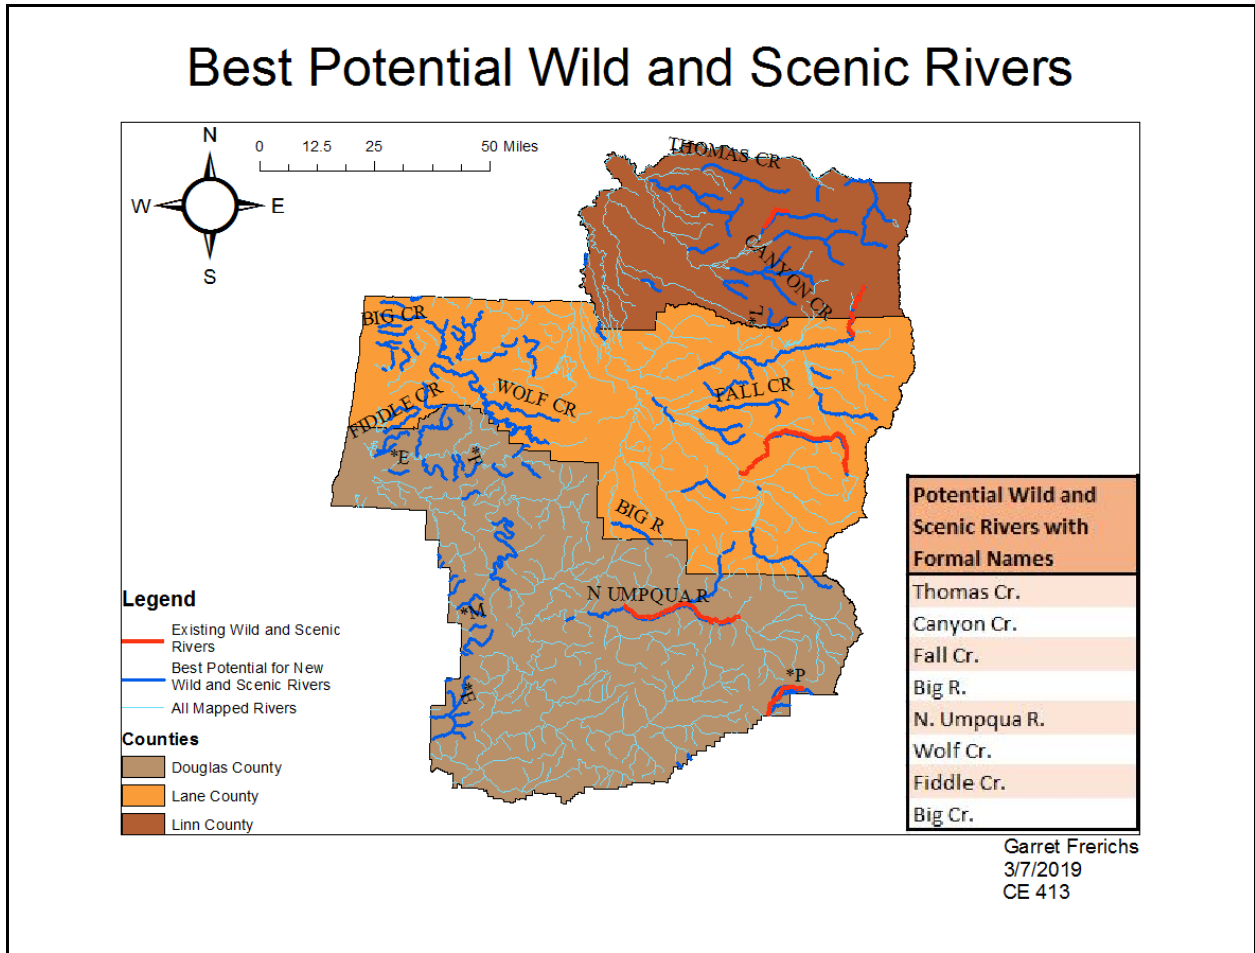 Best Potential Wild and Scenic Rivers
N
W
E
S
0 12.5 25 50 Miles
THOMAS CR
CANYON CR
*L
BIG CR
FIDDLE CR
WOLF CR
FALL CR
*E
*F
BIG R
N UMPQUA R
*M
*P
*E
Legend
Existing Wild and Scenic
Rivers
Best Potential for New
Wild and Scenic Rivers
All Mapped Rivers
Counties
Douglas County
Lane County
Linn County
Potential Wild and
Scenic Rivers with
Formal Names
Thomas Cr.
Canyon Cr.
Fall Cr.
Big R.
N. Umpqua R.
Wolf Cr.
Fiddle Cr.
Big Cr.
Garret Frerichs
3/7/2019
CE 413